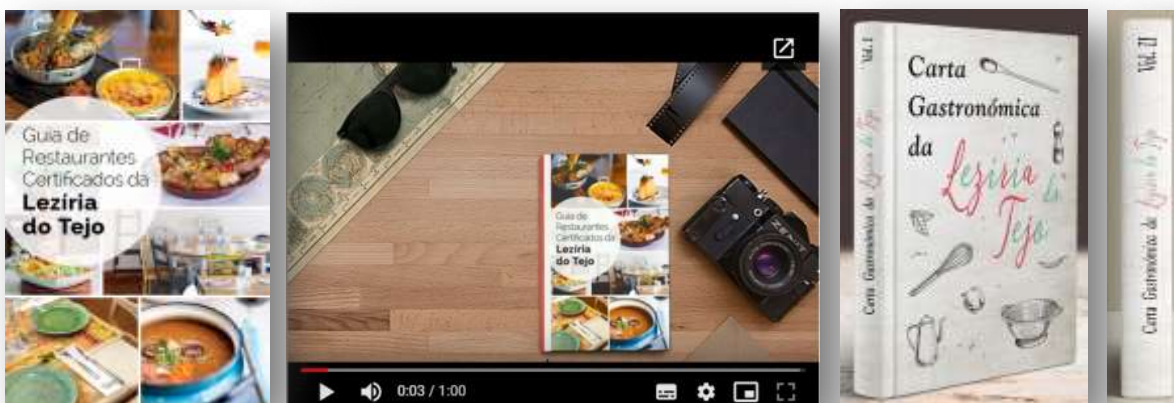 Guia de
Restaurantes
Certificados da
Lezíria
do Tejo
Guia de
Restaurantes
Certificados da
Lezíria
do Tejo
0:03 / 1:00
Carta Gastronómica da Lezíria do Tejo Vol. I
Carta
Gastronómica
da
Lezíria do
Tejo
Carta Gastronómica da Lezíria do Tejo Vol. II